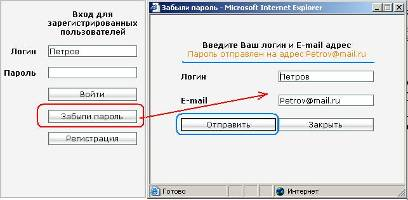 Вход для
зарегистрированных
пользователей
Логин
Петров
Пароль
Войти
Забыли пароль
Регистрация
Забыли пароль - Microsoft Internet Explorer
Введите Ваш логин и E-mail адрес
Пароль отправлен на адрес Petrov@mail.ru
Логин
Петров
E-mail
Petrov@mail.ru
Отправить
Закрыть
Готово
Интернет